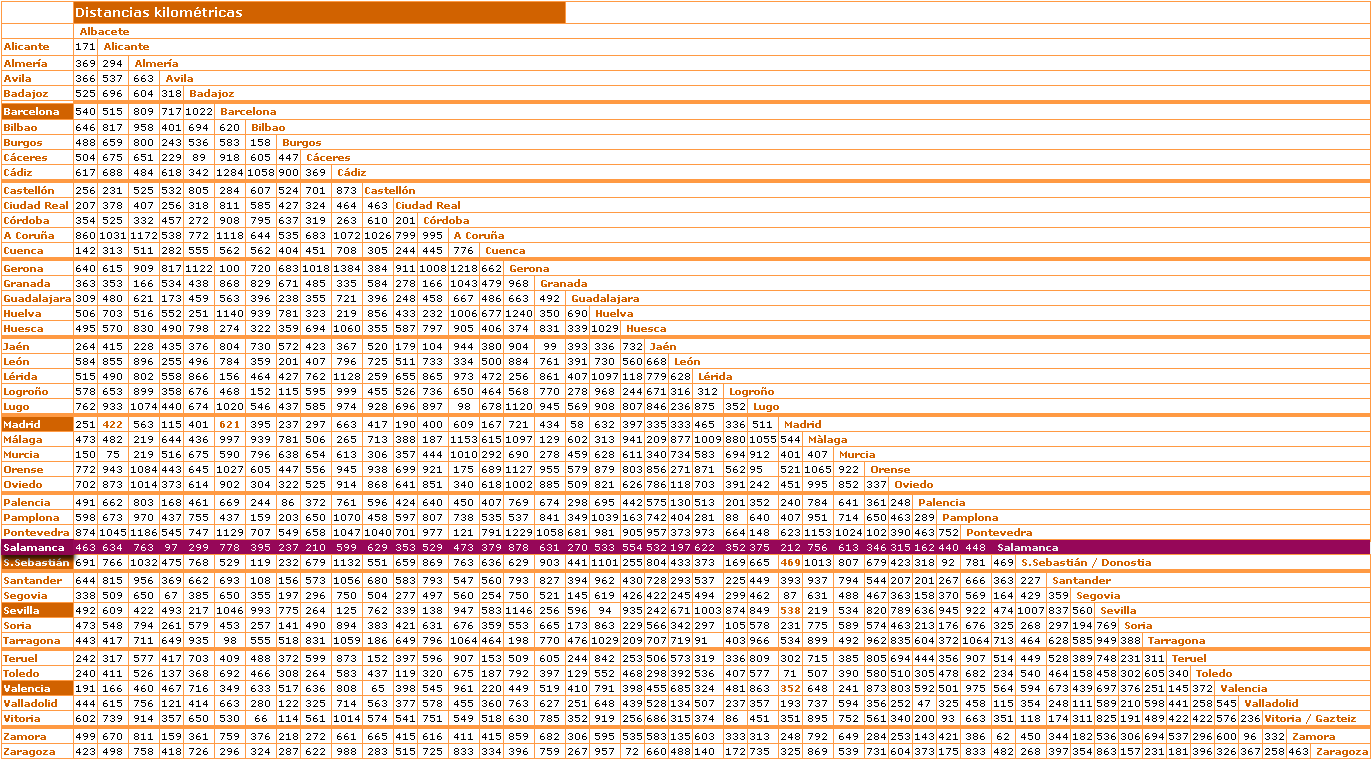 Distancias kilométricas
Albacete
Alicante 171 Alicante
Almería 369 294 Almería
Avila 366 537 663 Avila
Badajoz 525 696 604 318 Badajoz
Barcelona 540 515 809 717 1022 Barcelona
Bilbao 646 817 958 401 694 620 Bilbao
Burgos 488 659 800 243 536 583 158 Burgos
Cáceres 504 675 651 229 89 918 605 447 Cáceres
Cádiz 617 688 484 618 342 1284 1058 900 369 Cádiz
Castellón 256 231 525 532 805 284 607 524 701 873 Castellón
Ciudad Real 207 378 407 256 318 811 585 427 324 464 463 Ciudad Real
Córdoba 354 525 332 457 272 908 795 637 319 263 610 201 Córdoba
A Coruña 860 1031 1172 538 772 1118 644 535 683 1072 1026 799 995 A Coruña
Cuenca 142 313 511 282 555 562 562 404 451 708 305 244 445 776 Cuenca
Gerona 640 615 909 817 1122 100 720 683 1018 1384 384 911 1008 1218 662 Gerona
Granada 363 353 166 534 438 868 829 671 485 335 584 278 166 1043 479 968 Granada
Guadalajara 309 480 621 173 459 563 396 238 355 721 396 248 458 667 486 663 492 Guadalajara
Huelva 506 703 516 552 251 1140 939 781 323 219 856 433 232 1006 677 1240 350 690 Huelva
Huesca 495 570 830 490 798 274 322 359 694 1060 355 587 797 905 406 374 831 339 1029 Huesca
Jaén 264 415 228 435 376 804 730 572 423 367 520 179 104 944 380 904 99 393 336 732 Jaén
León 584 855 896 255 496 784 359 201 407 796 725 511 733 334 500 884 761 391 730 560 668 León
Lérida 515 490 802 558 866 156 464 427 762 1128 259 655 865 973 472 256 861 407 1097 118 779 628 Lérida
Logroño 578 653 899 358 676 468 152 115 595 999 455 526 736 650 464 568 770 278 968 244 671 316 312 Logroño
Lugo 762 933 1074 440 674 1020 546 437 585 974 928 696 897 98 678 1120 945 569 908 807 846 236 875 352 Lugo
Madrid 251 422 563 115 401 621 395 237 297 663 417 190 400 609 167 721 434 58 632 397 335 333 465 336 511 Madrid
Málaga 473 482 219 644 436 997 939 781 506 265 713 388 187 1153 615 1097 129 602 313 941 209 877 1009 880 1055 544 Màlaga
Murcia 150 75 219 516 675 590 796 638 654 613 306 357 444 1010 292 690 278 459 628 611 340 734 583 694 912 401 407 Murcia
Orense 772 943 1084 443 645 1027 605 447 556 945 938 699 921 175 689 1127 955 579 879 803 856 271 871 562 95 521 1065 922 Orense
Oviedo 702 873 1014 373 614 902 304 322 525 914 868 641 851 340 618 1002 885 509 821 626 786 118 703 391 242 451 995 852 337 Oviedo
Palencia 491 662 803 168 461 669 244 86 372 761 596 424 640 450 407 769 674 298 695 442 575 130 513 201 352 240 784 641 361 248 Palencia
Pamplona 598 673 970 437 755 437 159 203 650 1070 458 597 807 738 535 537 841 349 1039 163 742 404 281 88 640 407 951 714 650 463 289 Pamplona
Pontevedra 874 1045 1186 545 747 1129 707 549 658 1047 1040 701 977 121 791 1229 1058 681 905 905 957 373 973 664 148 623 1153 1024 102 390 463 752 Pontevedra
Salamanca 463 634 763 97 299 778 395 237 210 599 629 353 529 473 379 878 631 270 533 554 532 197 622 352 375 212 756 613 346 315 162 440 448 Salamanca
S.Sebastián 691 766 1032 475 768 529 119 232 679 1132 551 659 869 763 636 629 903 441 1101 255 804 433 373 169 665 469 1013 807 679 423 318 92 781 469 S.Sebastián / Donostia
Santander 644 815 956 369 662 693 108 156 573 1056 680 583 793 547 560 793 827 394 962 430 728 293 537 225 449 393 937 794 544 207 201 267 666 363 227 Santander
Segovia 338 509 650 67 385 650 355 197 296 750 504 277 497 560 254 750 521 145 619 426 422 245 494 299 462 87 631 488 467 363 158 370 569 164 429 359 Segovia
Sevilla 492 609 422 493 217 1046 993 775 264 125 762 339 138 947 583 1146 256 596 94 935 242 671 1003 874 849 538 219 534 820 789 636 945 922 474 1007 837 560 Sevilla
Soria 473 548 794 261 579 453 257 141 490 894 383 421 631 676 359 553 665 173 863 229 566 342 297 105 578 231 775 589 574 463 213 176 676 325 268 297 194 769 Soria
Tarragona 443 417 711 649 935 98 555 518 831 1059 186 649 796 1064 464 198 770 476 1029 209 707 719 91 403 966 534 899 492 962 835 604 372 1064 713 464 628 585 949 388 Tarragona
Teruel 242 317 577 417 703 409 488 372 599 873 152 397 596 907 153 509 605 244 842 253 506 573 319 336 809 302 715 385 805 694 444 356 907 514 449 528 389 748 231 311 Teruel
Toledo 240 411 526 137 368 692 466 308 264 583 437 119 320 675 187 792 397 129 552 468 298 392 536 407 577 71 507 390 580 510 305 478 682 234 540 464 158 458 302 605 340 Toledo
Valencia 191 166 460 467 716 349 633 517 636 808 65 398 545 961 220 449 519 410 791 398 455 685 324 481 863 352 648 241 873 803 592 501 975 564 594 673 439 697 376 251 145 372 Valencia
Valladolid 444 615 756 121 414 663 280 122 325 714 563 377 578 455 360 763 627 251 648 439 528 134 507 237 357 193 737 594 356 252 47 325 458 115 354 248 111 589 210 598 441 258 545 Valladolid
Vitoria 602 739 914 357 650 530 66 114 561 1014 574 541 751 549 518 630 785 352 919 256 686 315 374 86 451 351 895 752 561 340 200 93 663 351 118 174 311 825 191 489 422 422 576 236 Vitoria / Gazteiz
Zamora 499 670 811 159 361 759 376 218 272 661 665 415 616 411 415 859 682 306 595 535 583 135 603 333 313 248 792 649 284 253 143 421 386 62 450 344 182 536 306 694 537 296 600 96 332 Zamora
Zaragoza 423 498 758 418 726 296 324 287 622 988 283 515 725 833 334 396 759 267 957 72 660 488 140 172 735 325 869 539 731 604 373 175 833 482 268 397 354 863 157 231 181 396 326 367 258 463 Zaragoza